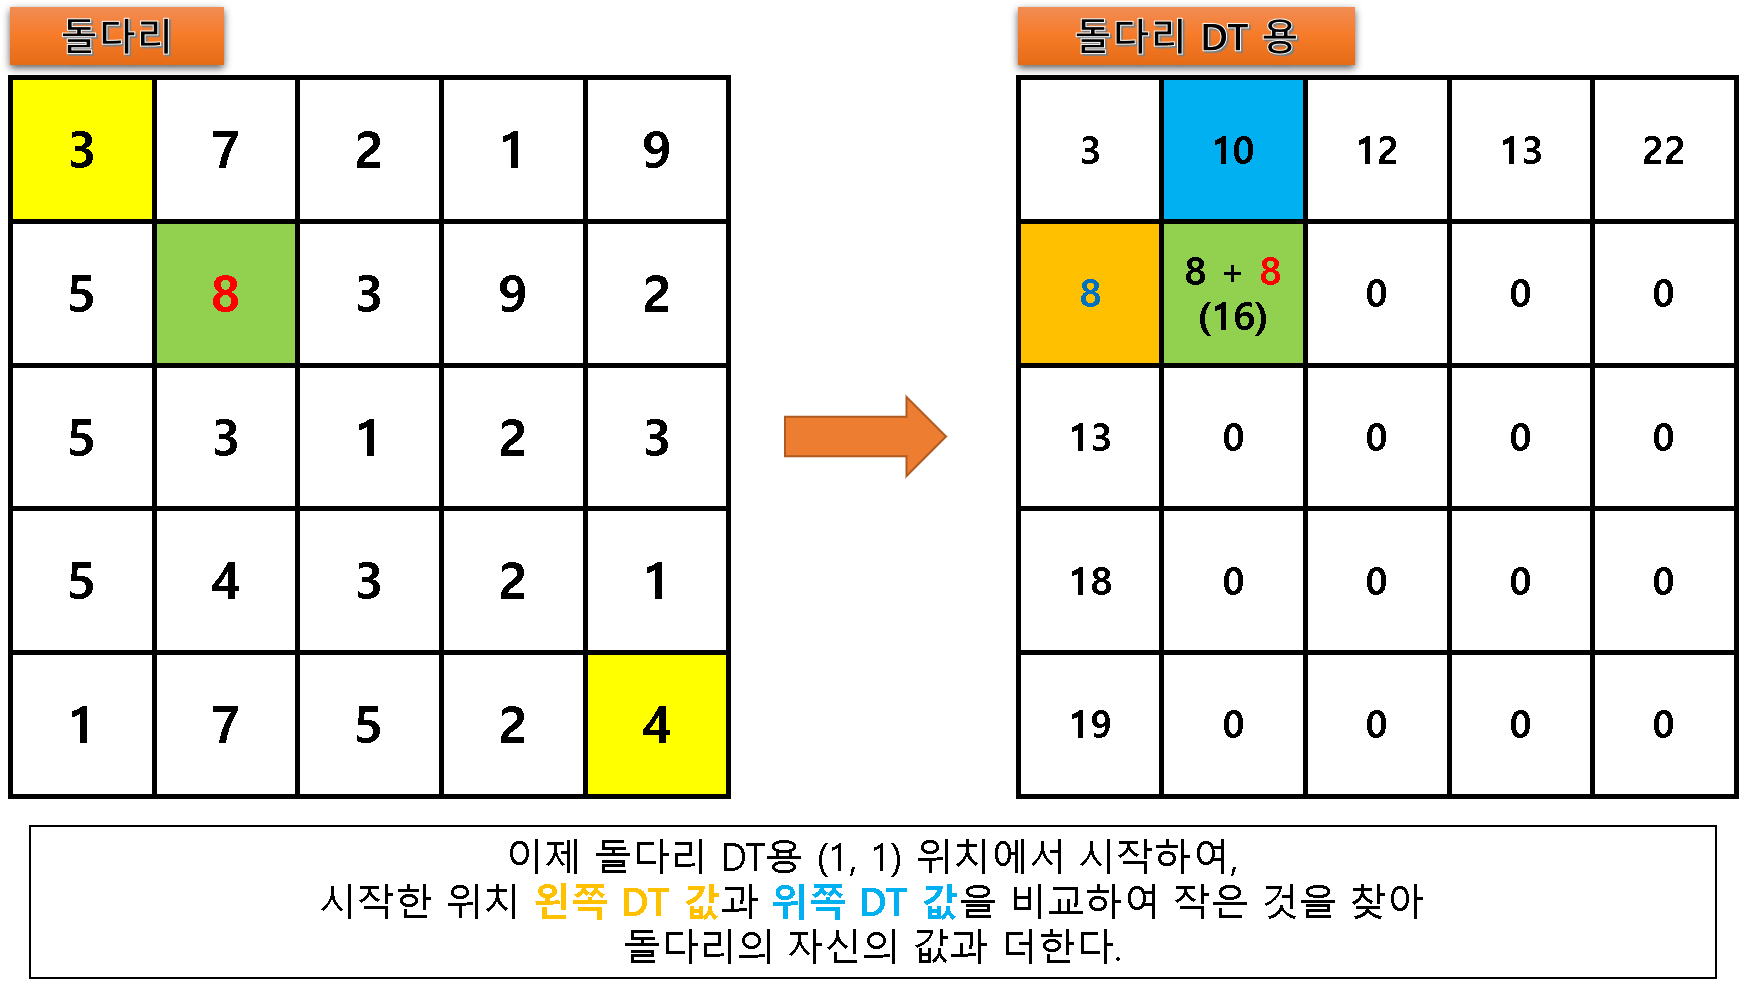 돌다리
돌다리 DT 용
3 7 2 1 9
5 8 3 9 2
5 3 1 2 3
5 4 3 2 1
1 7 5 2 4
3 10 12 13 22
8 8 + 8 (16) 0 0 0
13 0 0 0 0
18 0 0 0 0
19 0 0 0 0
이제 돌다리 DT용 (1, 1) 위치에서 시작하여,
시작한 위치 왼쪽 DT 값과 위쪽 DT 값을 비교하여 작은 것을 찾아
돌다리의 자신의 값과 더한다.